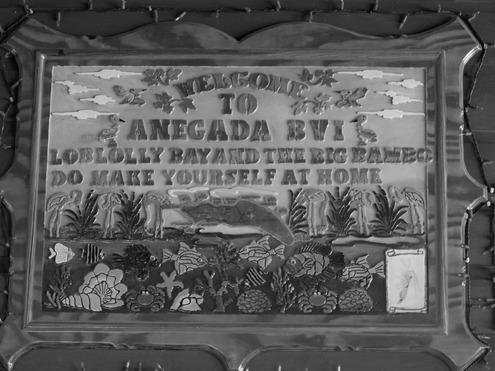 WELCOME
TO
ANEGADA BVI
LOBLOLLY BAY AND THE BIG BAMBO
DO MAKE YOURSELF AT HOME